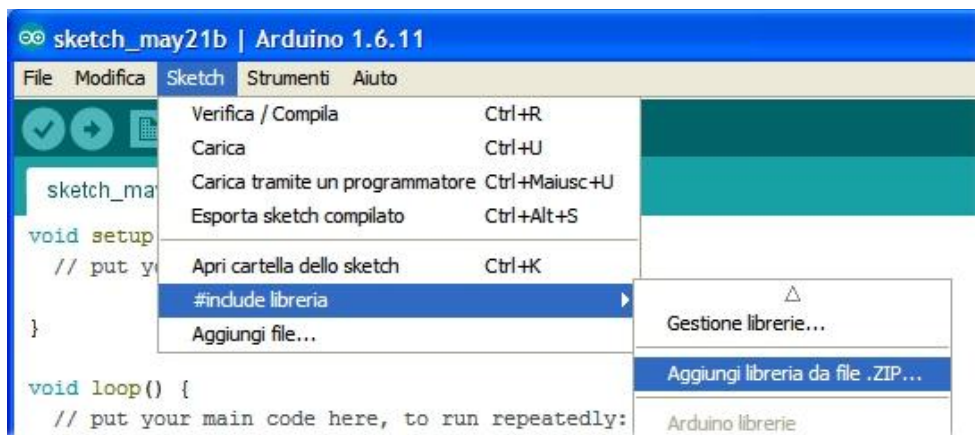 sketch_may21b | Arduino 1.6.11
File Modifica Sketch Strumenti Aiuto
Verifica / Compila Ctrl+R
Carica Ctrl+U
Carica tramite un programmatore Ctrl+Maiusc+U
Esporta sketch compilato Ctrl+Alt+S
Apri cartella dello sketch Ctrl+K
#include libreria
Aggiungi file...
Gestione librerie...
Aggiungi libreria da file .ZIP...
Arduino librerie
sketch_ma
void setup
// put y
}
void loop() {
// put your main code here, to run repeatedly: